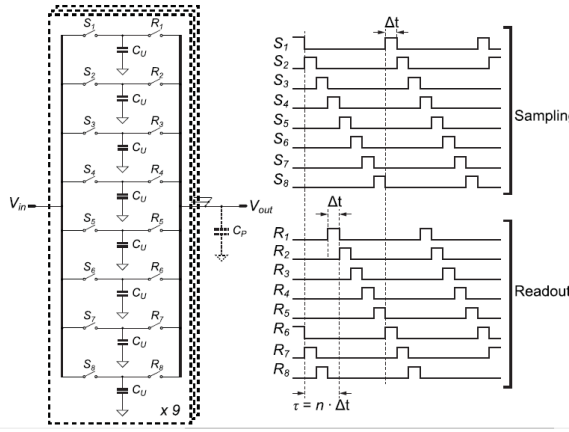 S1 R1
CU
S2 R2
CU
S3 R3
CU
S4 R4
CU
Vin Vout
S5 R5
CP
CU
S6 R6
CU
S7 R7
CU
S8 R8
CU
x 9
Δt
S1
S2
S3
S4
S5
S6
S7
S8
Sampling
Δt
R1
R2
R3
R4
R5
R6
R7
R8
Readout
τ = n · Δt